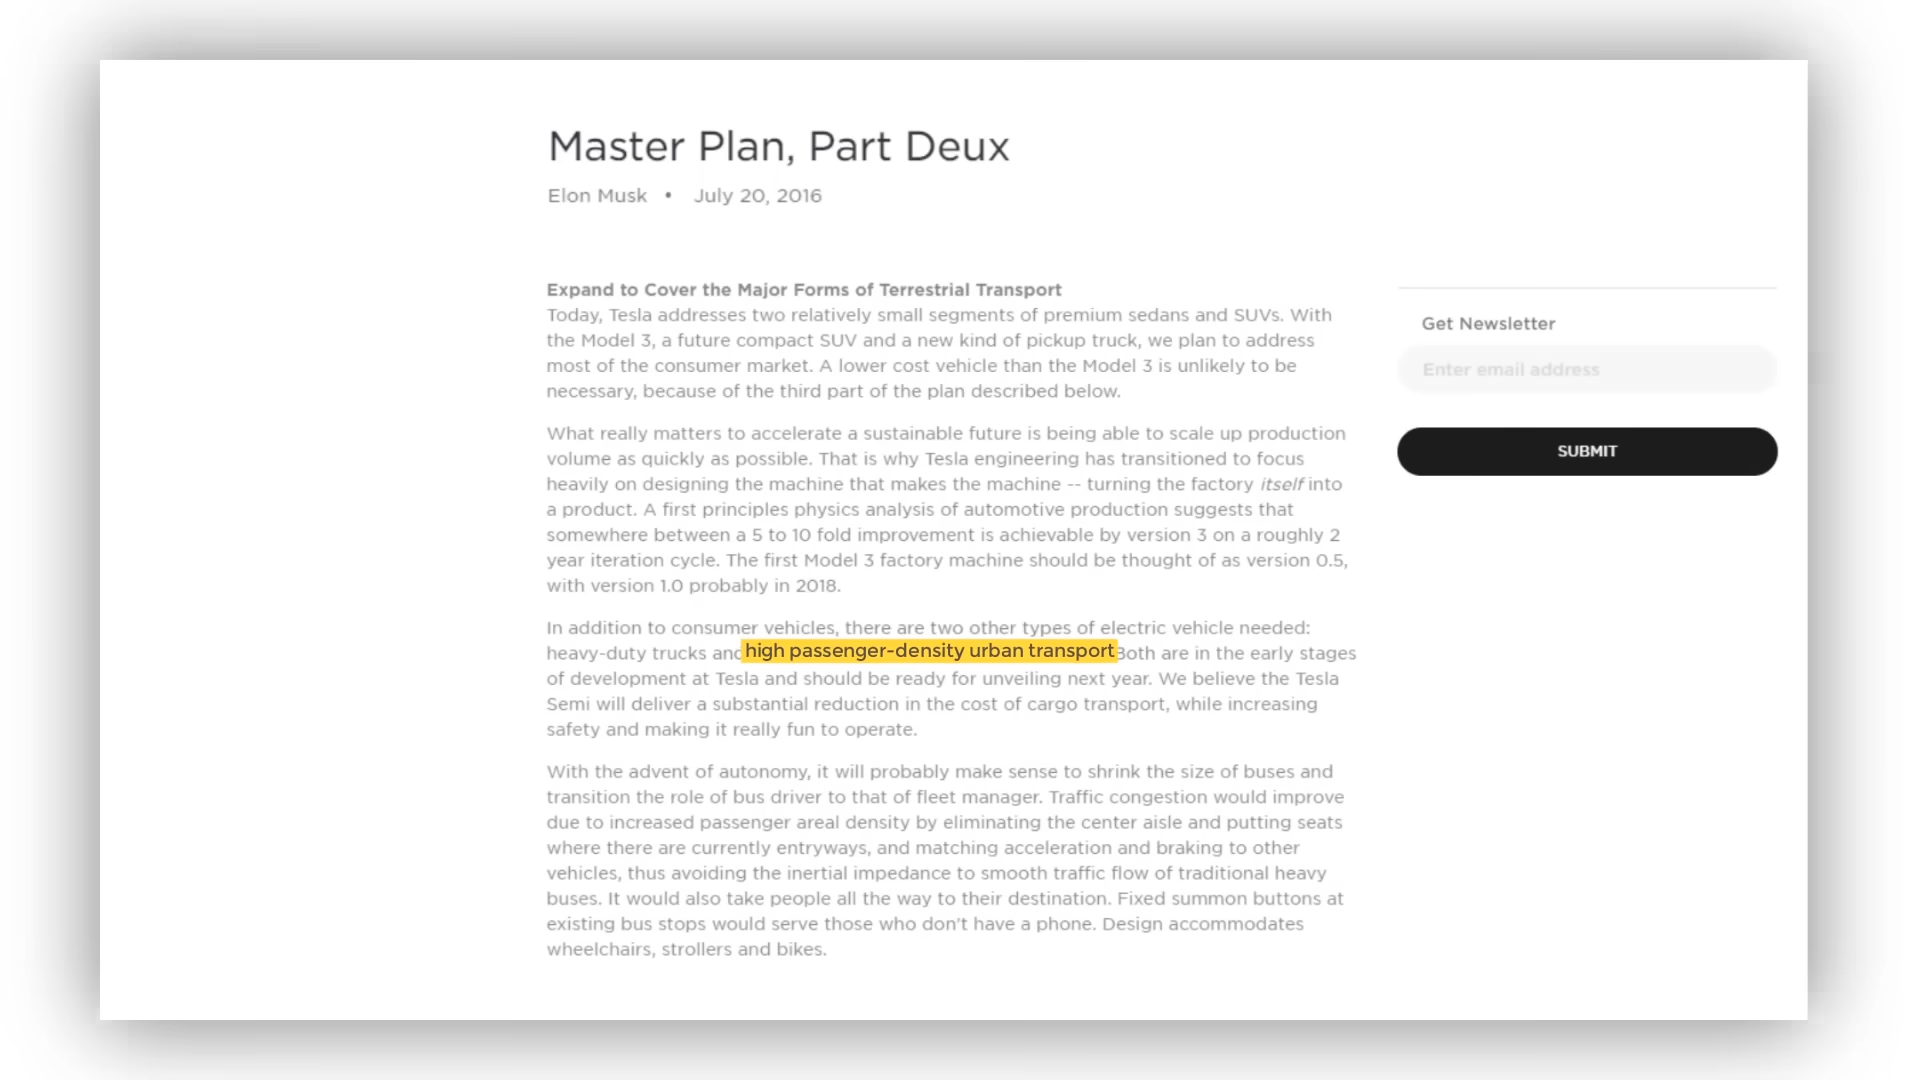 Master Plan, Part Deux
Elon Musk • July 20, 2016
Expand to Cover the Major Forms of Terrestrial Transport
Today, Tesla addresses two relatively small segments of premium sedans and SUVs. With
the Model 3, a future compact SUV and a new kind of pickup truck, we plan to address
most of the consumer market. A lower cost vehicle than the Model 3 is unlikely to be
necessary, because of the third part of the plan described below.
What really matters to accelerate a sustainable future is being able to scale up production
volume as quickly as possible. That is why Tesla engineering has transitioned to focus
heavily on designing the machine that makes the machine -- turning the factory itself into
a product. A first principles physics analysis of automotive production suggests that
somewhere between a 5 to 10 fold improvement is achievable by version 3 on a roughly 2
year iteration cycle. The first Model 3 factory machine should be thought of as version 0.5,
with version 1.0 probably in 2018.
In addition to consumer vehicles, there are two other types of electric vehicle needed:
heavy-duty trucks and high passenger-density urban transport Both are in the early stages
of development at Tesla and should be ready for unveiling next year. We believe the Tesla
Semi will deliver a substantial reduction in the cost of cargo transport, while increasing
safety and making it really fun to operate.
With the advent of autonomy, it will probably make sense to shrink the size of buses and
transition the role of bus driver to that of fleet manager. Traffic congestion would improve
due to increased passenger areal density by eliminating the center aisle and putting seats
where there are currently entryways, and matching acceleration and braking to other
vehicles, thus avoiding the inertial impedance to smooth traffic flow of traditional heavy
buses. It would also take people all the way to their destination. Fixed summon buttons at
existing bus stops would serve those who don't have a phone. Design accommodates
wheelchairs, strollers and bikes.
Get Newsletter
Enter email address
SUBMIT